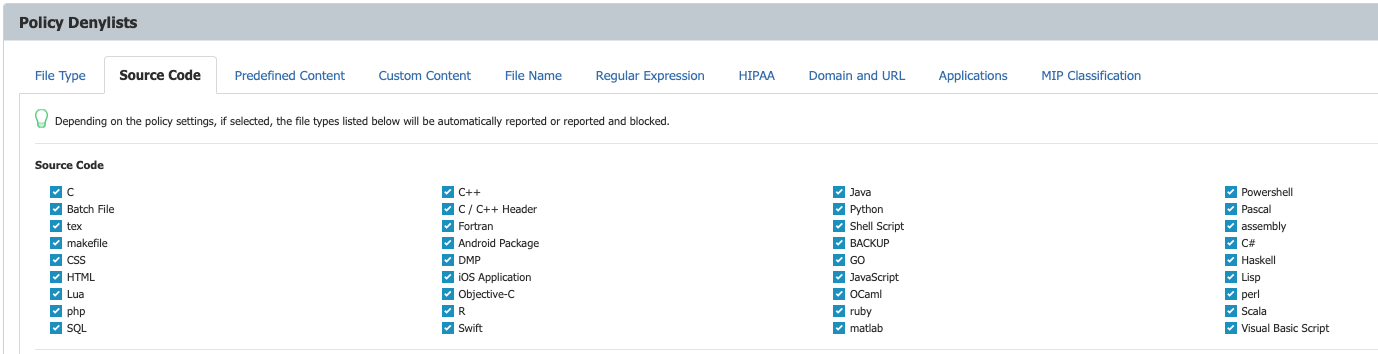 Policy Denylists
File Type Source Code Predefined Content Custom Content File Name Regular Expression HIPAA Domain and URL Applications MIP Classification
Depending on the policy settings, if selected, the file types listed below will be automatically reported or reported and blocked.
Source Code
C C++ Java Powershell
Batch File C / C++ Header Python Pascal
tex Fortran Shell Script assembly
makefile Android Package BACKUP C#
CSS DMP GO Haskell
HTML iOS Application JavaScript Lisp
Lua Objective-C OCaml perl
php R ruby Scala
SQL Swift matlab Visual Basic Script